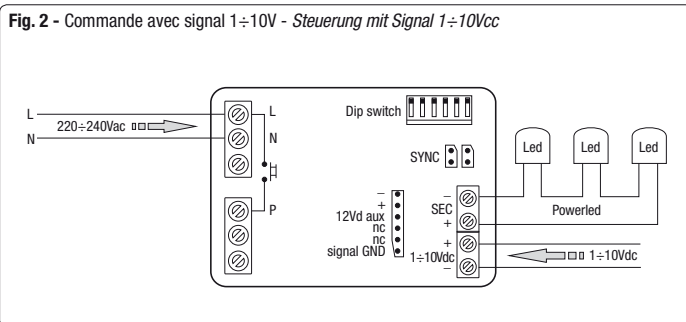 Fig. 2 - Commande avec signal 1÷10V - Steuerung mit Signal 1÷10Vcc
L
N
220÷240Vac
L
N
P
Dip switch
SYNC
−
+
12Vd aux
nc
nc
signal GND
−
SEC
+
+
1÷10Vdc
−
Led
Led
Led
Powerled
1÷10Vdc